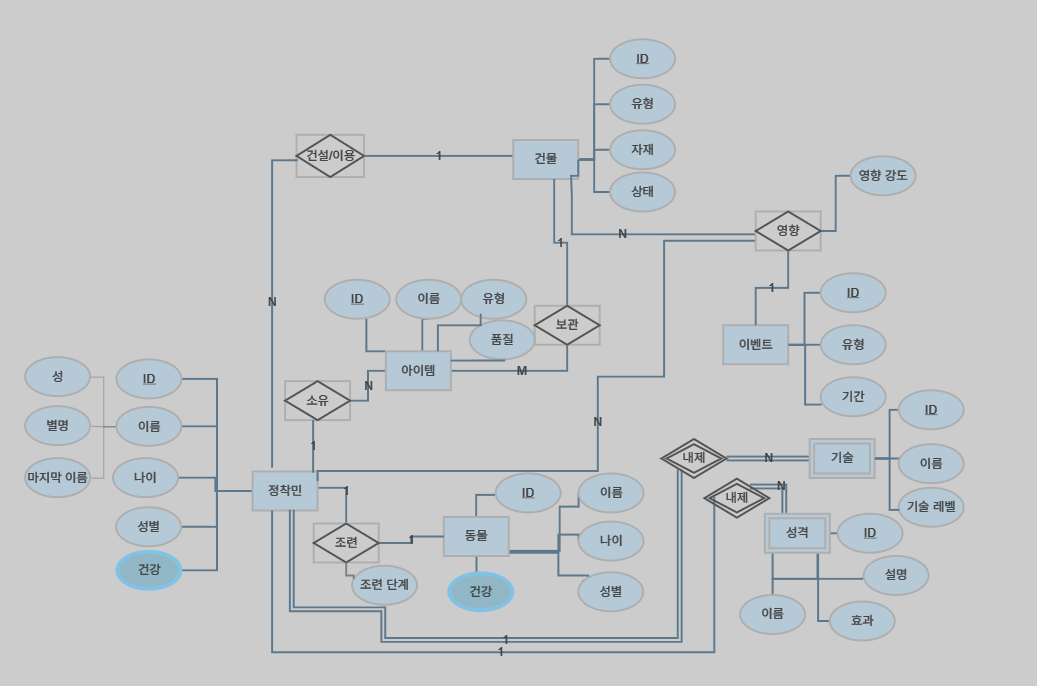 ID
유형
건설/이용
1
건물
자재
영향 강도
상태
영향
N
1
1
ID
N
ID
이름
유형
보관
품질
이벤트
유형
아이템
M
N
성
ID
소유
기간
ID
N
별명
이름
1
내제
N
기술
이름
마지막 이름
나이
정착민
1
ID
이름
내제
N
기술 레벨
성별
조련
1
동물
나이
성격
ID
건강
조련 단계
건강
성별
설명
이름
효과
1
1